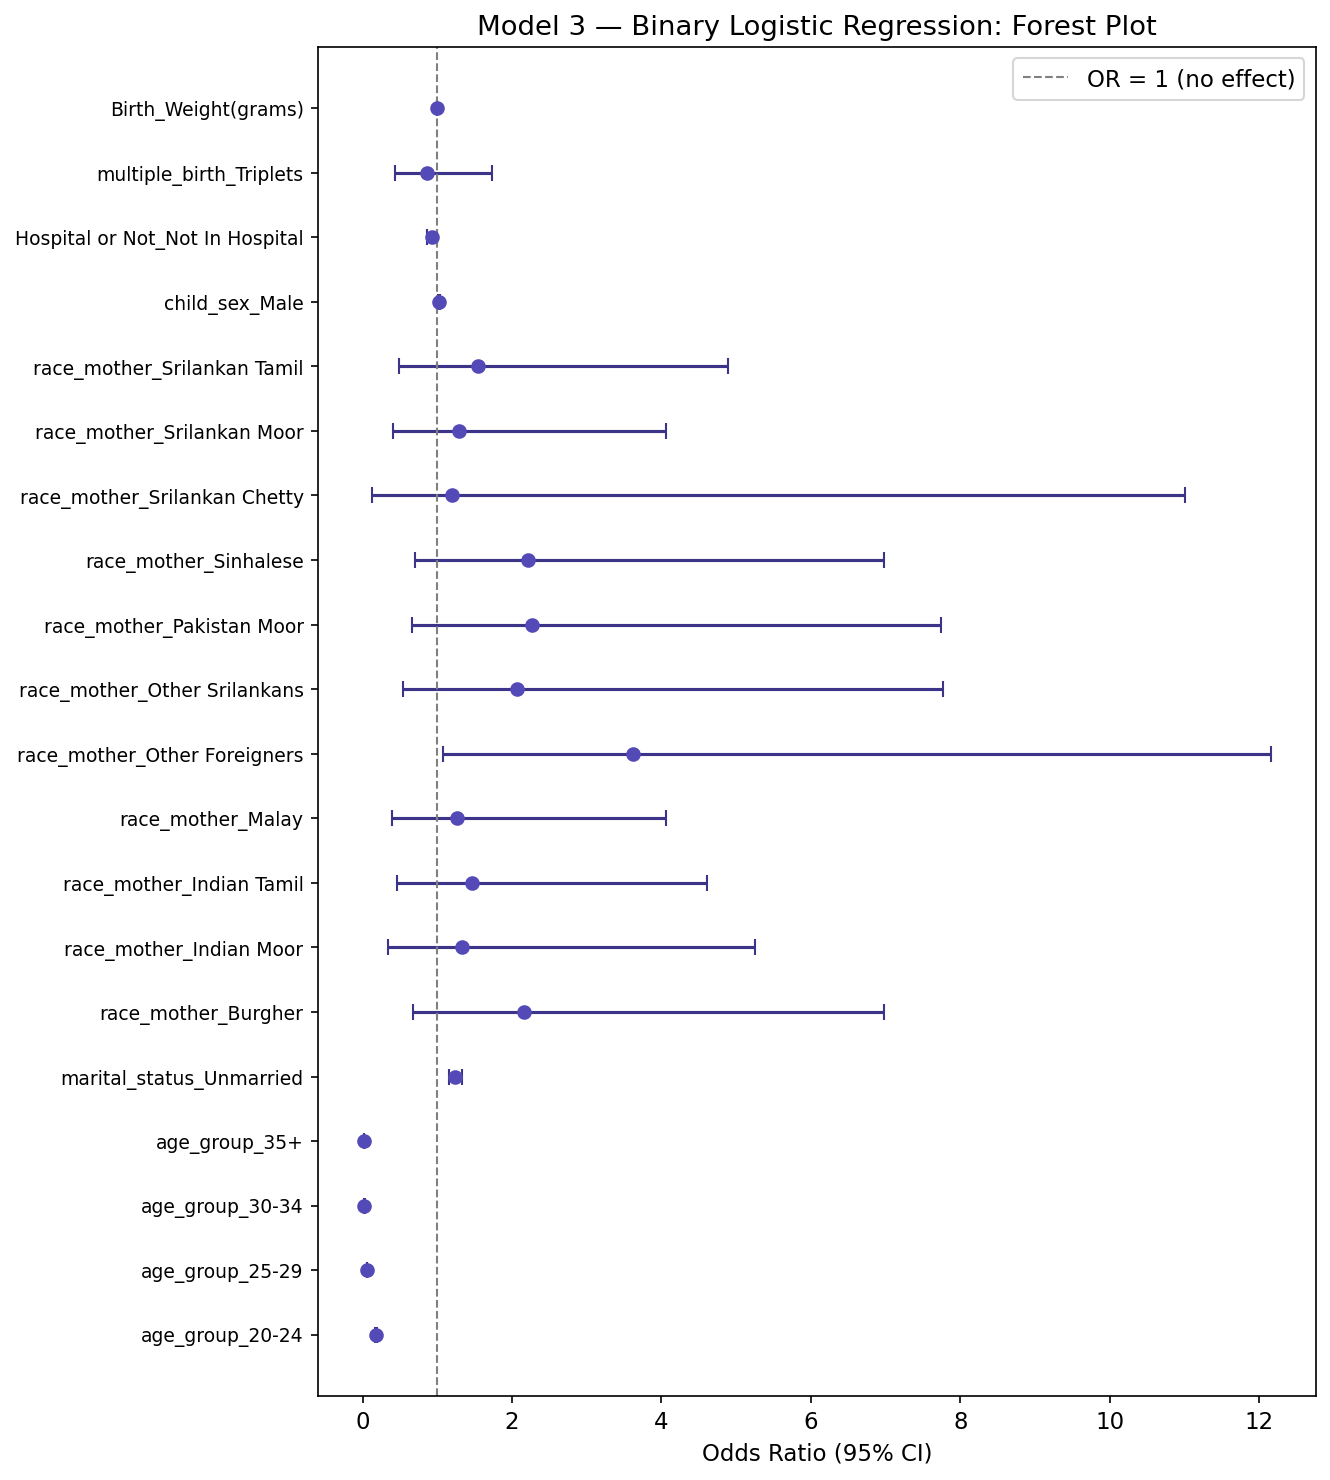 Model 3 — Binary Logistic Regression: Forest Plot
OR = 1 (no effect)
Birth_Weight(grams)
multiple_birth_Triplets
Hospital or Not_Not In Hospital
child_sex_Male
race_mother_Srilankan Tamil
race_mother_Srilankan Moor
race_mother_Srilankan Chetty
race_mother_Sinhalese
race_mother_Pakistan Moor
race_mother_Other Srilankans
race_mother_Other Foreigners
race_mother_Malay
race_mother_Indian Tamil
race_mother_Indian Moor
race_mother_Burgher
marital_status_Unmarried
age_group_35+
age_group_30-34
age_group_25-29
age_group_20-24
0 2 4 6 8 10 12
Odds Ratio (95% CI)